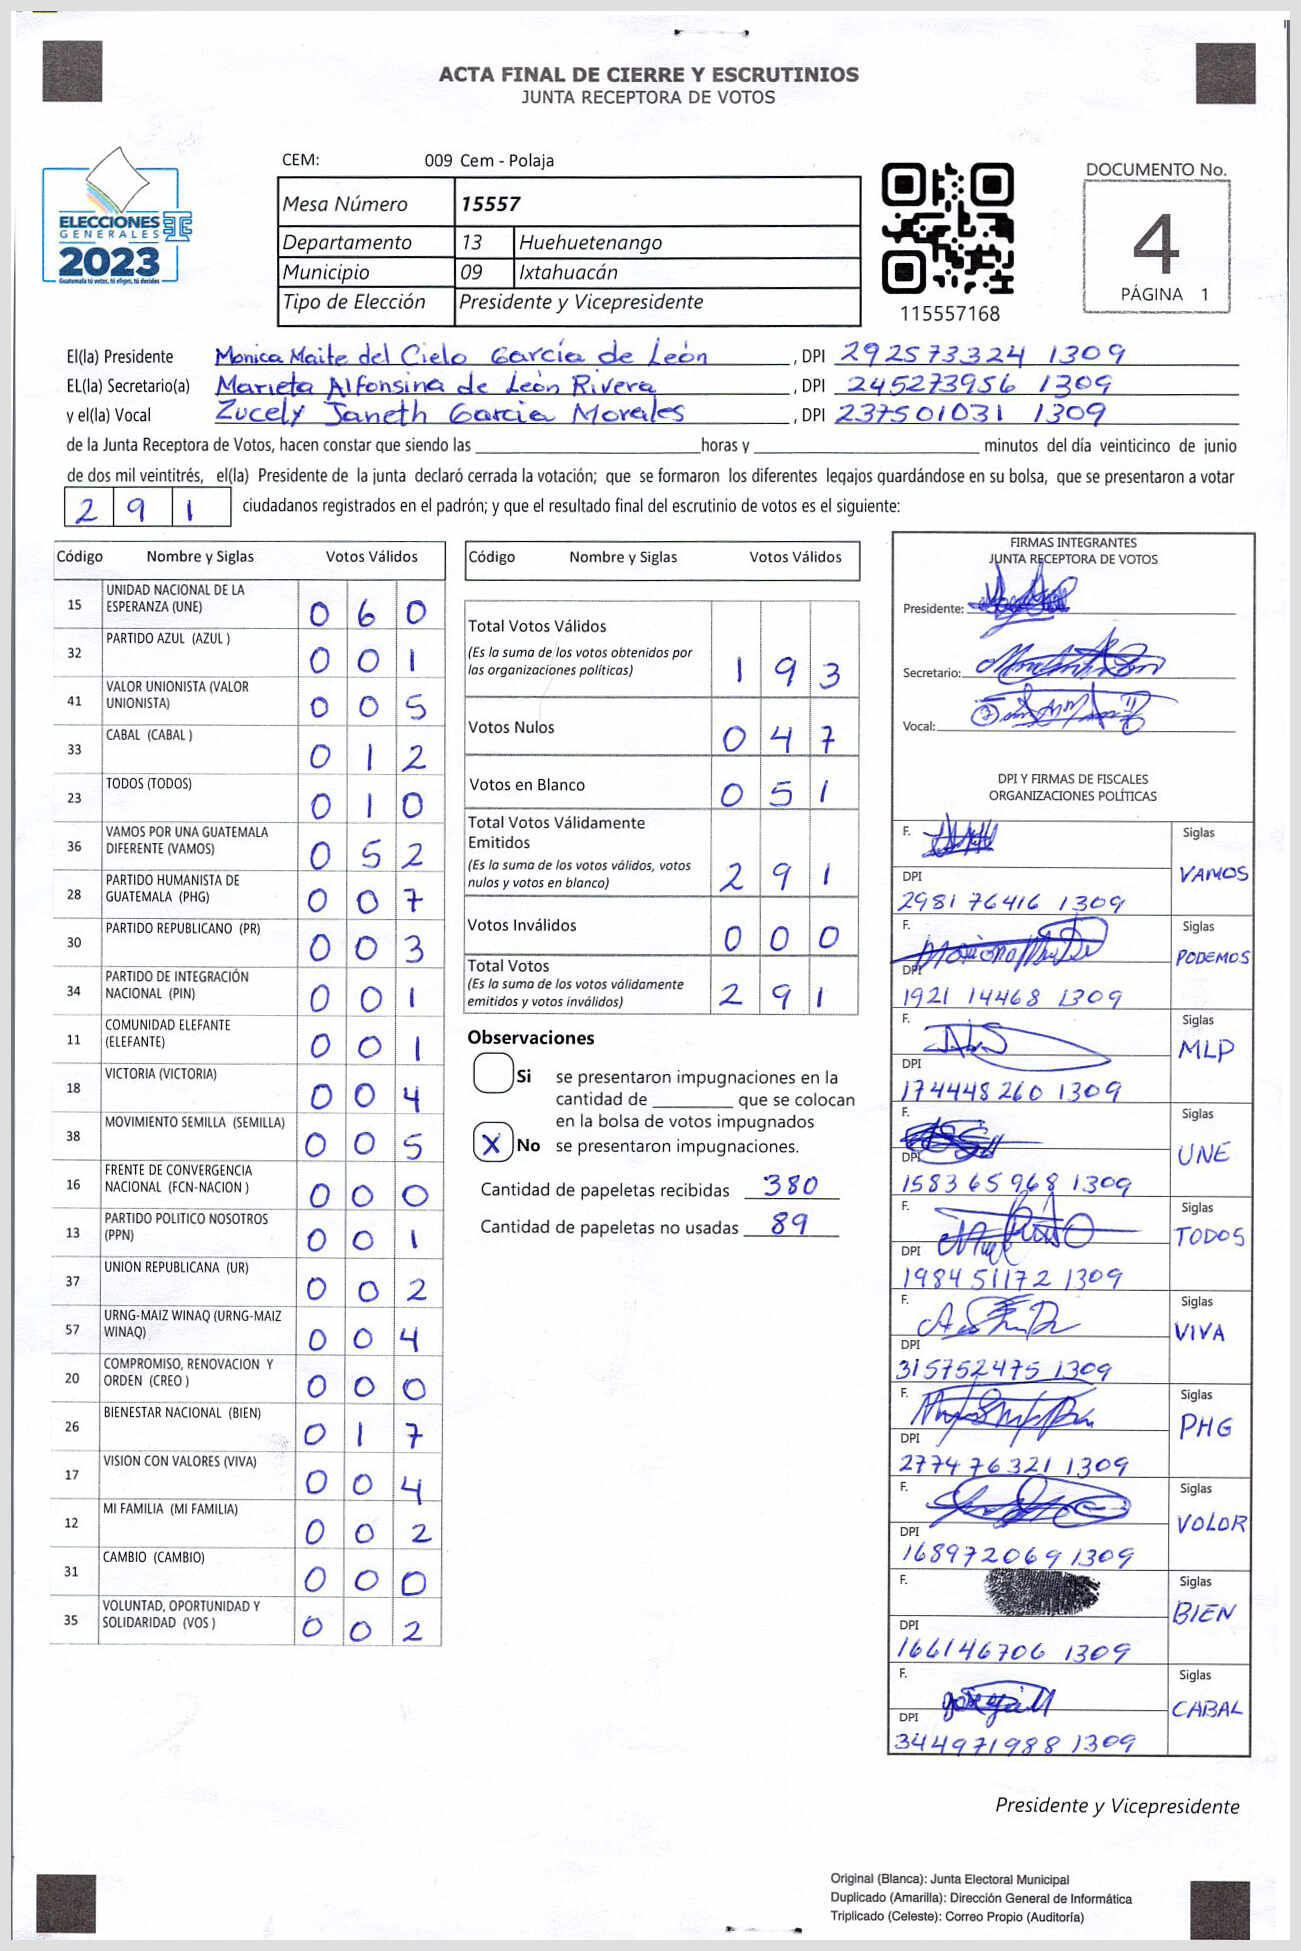 ACTA FINAL DE CIERRE Y ESCRUTINIOS
JUNTA RECEPTORA DE VOTOS
ELECCIONES
GENERALES
2023
Guatemala tú votas, tú eliges, tú decides
CEM: 009 Cem - Polaja
Mesa Número 15557
Departamento 13 Huehuetenango
Municipio 09 Ixtahuacán
Tipo de Elección Presidente y Vicepresidente
115557168
DOCUMENTO No.
4
PÁGINA 1
El(la) Presidente Monica Maite del Cielo García de León, DPI 292573324 1309
EL(la) Secretario(a) Marieta Alfonsina de León Rivera, DPI 245273956 1309
y el(la) Vocal Zucely Janeth Garcia Morales, DPI 237501031 1309
de la Junta Receptora de Votos, hacen constar que siendo las ____ horas y ____ minutos del día veinticinco de junio
de dos mil veintitrés, el(la) Presidente de la junta declaró cerrada la votación; que se formaron los diferentes legajos guardándose en su bolsa, que se presentaron a votar
291 ciudadanos registrados en el padrón; y que el resultado final del escrutinio de votos es el siguiente:
Código Nombre y Siglas Votos Válidos
15 UNIDAD NACIONAL DE LA
ESPERANZA (UNE) 0 6 0
32 PARTIDO AZUL (AZUL ) 0 0 1
41 VALOR UNIONISTA (VALOR
UNIONISTA) 0 0 5
33 CABAL (CABAL ) 0 1 2
23 TODOS (TODOS) 0 1 0
36 VAMOS POR UNA GUATEMALA
DIFERENTE (VAMOS) 0 5 2
28 PARTIDO HUMANISTA DE
GUATEMALA (PHG) 0 0 7
30 PARTIDO REPUBLICANO (PR) 0 0 3
34 PARTIDO DE INTEGRACIÓN
NACIONAL (PIN) 0 0 1
11 COMUNIDAD ELEFANTE
(ELEFANTE) 0 0 1
18 VICTORIA (VICTORIA) 0 0 4
38 MOVIMIENTO SEMILLA (SEMILLA) 0 0 5
16 FRENTE DE CONVERGENCIA
NACIONAL (FCN-NACION ) 0 0 0
13 PARTIDO POLITICO NOSOTROS
(PPN) 0 0 1
37 UNION REPUBLICANA (UR) 0 0 2
57 URNG-MAIZ WINAQ (URNG-MAIZ
WINAQ) 0 0 4
20 COMPROMISO, RENOVACION Y
ORDEN (CREO ) 0 0 0
26 BIENESTAR NACIONAL (BIEN) 0 1 7
17 VISION CON VALORES (VIVA) 0 0 4
12 MI FAMILIA (MI FAMILIA) 0 0 2
31 CAMBIO (CAMBIO) 0 0 0
35 VOLUNTAD, OPORTUNIDAD Y
SOLIDARIDAD (VOS ) 0 0 2
Código Nombre y Siglas Votos Válidos
Total Votos Válidos
(Es la suma de los votos obtenidos por
las organizaciones políticas) 1 9 3
Votos Nulos 0 4 7
Votos en Blanco 0 5 1
Total Votos Válidamente
Emitidos
(Es la suma de los votos válidos, votos
nulos y votos en blanco) 2 9 1
Votos Inválidos 0 0 0
Total Votos
(Es la suma de los votos válidamente
emitidos y votos inválidos) 2 9 1
Observaciones
Si se presentaron impugnaciones en la
cantidad de ____ que se colocan
en la bolsa de votos impugnados
X No se presentaron impugnaciones.
Cantidad de papeletas recibidas 380
Cantidad de papeletas no usadas 89
FIRMAS INTEGRANTES
JUNTA RECEPTORA DE VOTOS
Presidente:
Secretario:
Vocal:
DPI Y FIRMAS DE FISCALES
ORGANIZACIONES POLÍTICAS
F. Siglas
DPI VAMOS
2981 76416 1309
F. Siglas
DPI PODEMOS
1921 14468 1309
F. Siglas
DPI MLP
174448 260 1309
F. Siglas
DPI UNE
158365968 1309
F. Siglas
DPI TODOS
1984 51172 1309
F. Siglas
DPI VIVA
315752475 1309
F. Siglas
DPI PHG
277476321 1309
F. Siglas
DPI VOLOR
168972069 1309
F. Siglas
DPI BIEN
166146706 1309
F. Siglas
DPI CABAL
344971988 1309
Presidente y Vicepresidente
Original (Blanca): Junta Electoral Municipal
Duplicado (Amarilla): Dirección General de Informática
Triplicado (Celeste): Correo Propio (Auditoría)